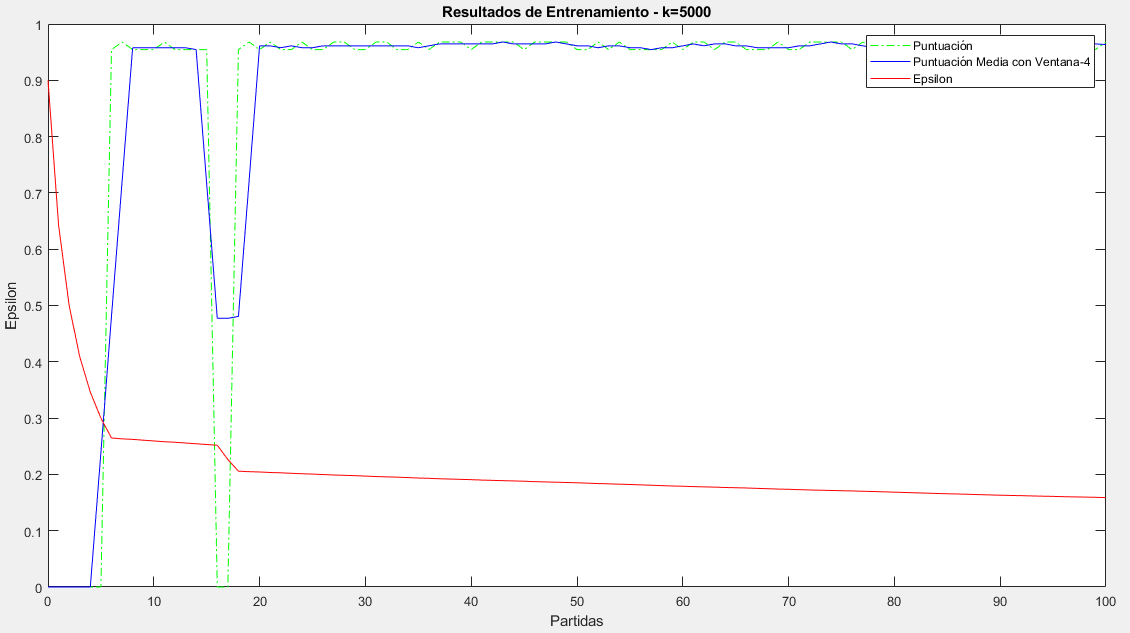 Resultados de Entrenamiento - k=5000
Puntuación
Puntuación Media con Ventana-4
Epsilon
Epsilon
1
0.9
0.8
0.7
0.6
0.5
0.4
0.3
0.2
0.1
0
0 10 20 30 40 50 60 70 80 90 100
Partidas